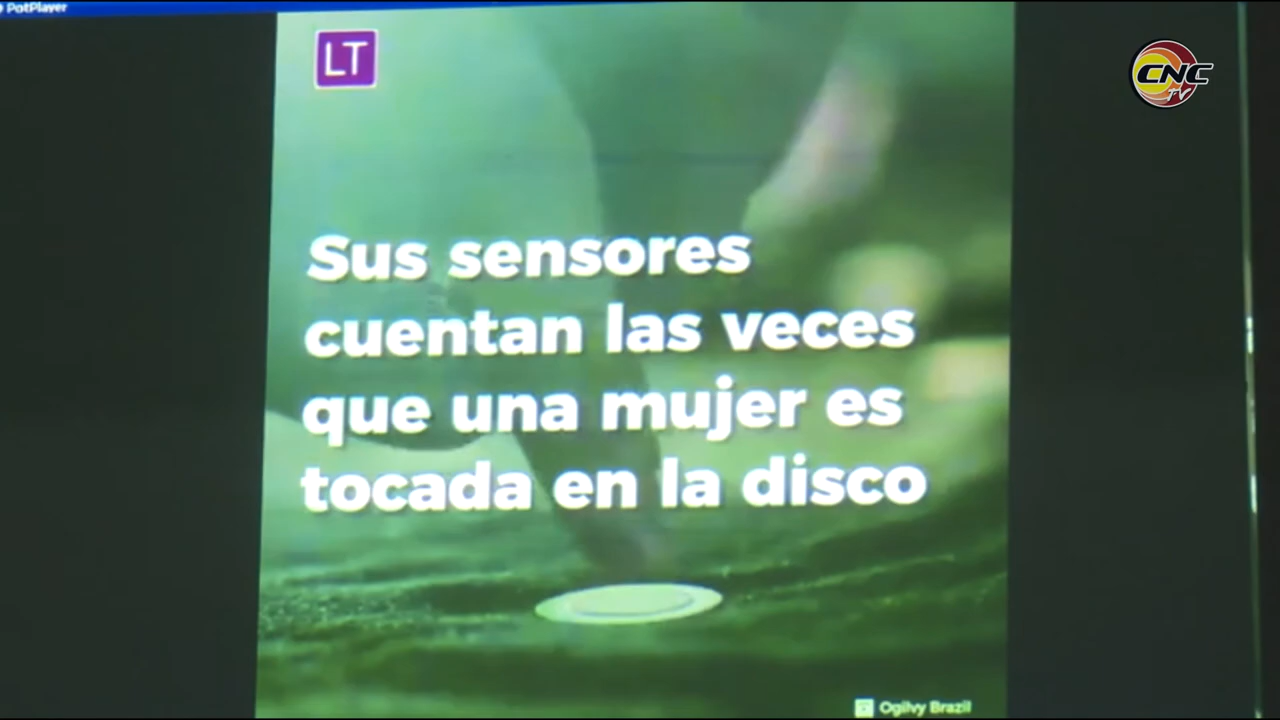 PotPlayer
LT
CNC
TV
Sus sensores
cuentan las veces
que una mujer es
tocada en la disco
Ogilvy Brazil